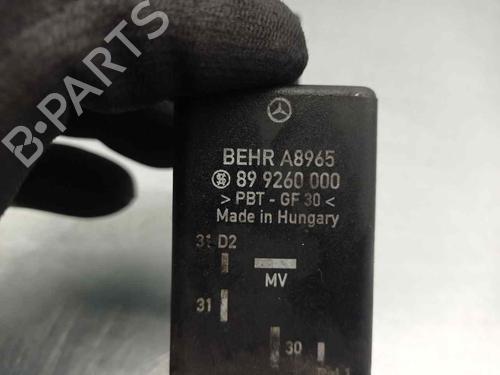 B-PARTS
BEHR A8965
89 9260 000
> PBT - GF 30 <
Made in Hungary
31 D2
MV
31
30